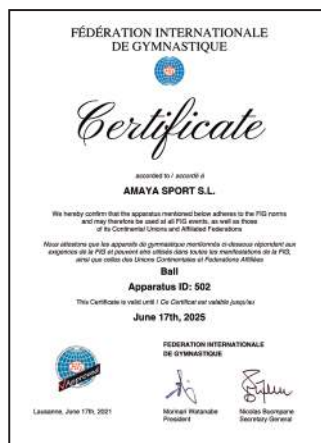 FÉDÉRATION INTERNATIONALE
DE GYMNASTIQUE
FIG
Certificate
accorded to / accordé à
AMAYA SPORT S.L.
We hereby confirm that the apparatus mentioned below adheres to the FIG norms
and may therefore be used at all FIG events, as well as those
of its Continental Unions and Affiliated Federations
Nous attestons que les appareils de gymnastique mentionnés ci-dessous répondent aux
exigences de la FIG et peuvent être utilisés dans toutes les manifestations de la FIG,
ainsi que celles des Unions Continentales et Fédérations Affiliées
Ball
Apparatus ID: 502
This Certificate is valid until / Ce Certificat est valable jusqu'au
June 17th, 2025
FEDERATION INTERNATIONALE
DE GYMNASTIQUE
FIG
Approved
Lausanne, June 17th, 2021
Morinari Watanabe
President
Nicolas Buompane
Secretary General